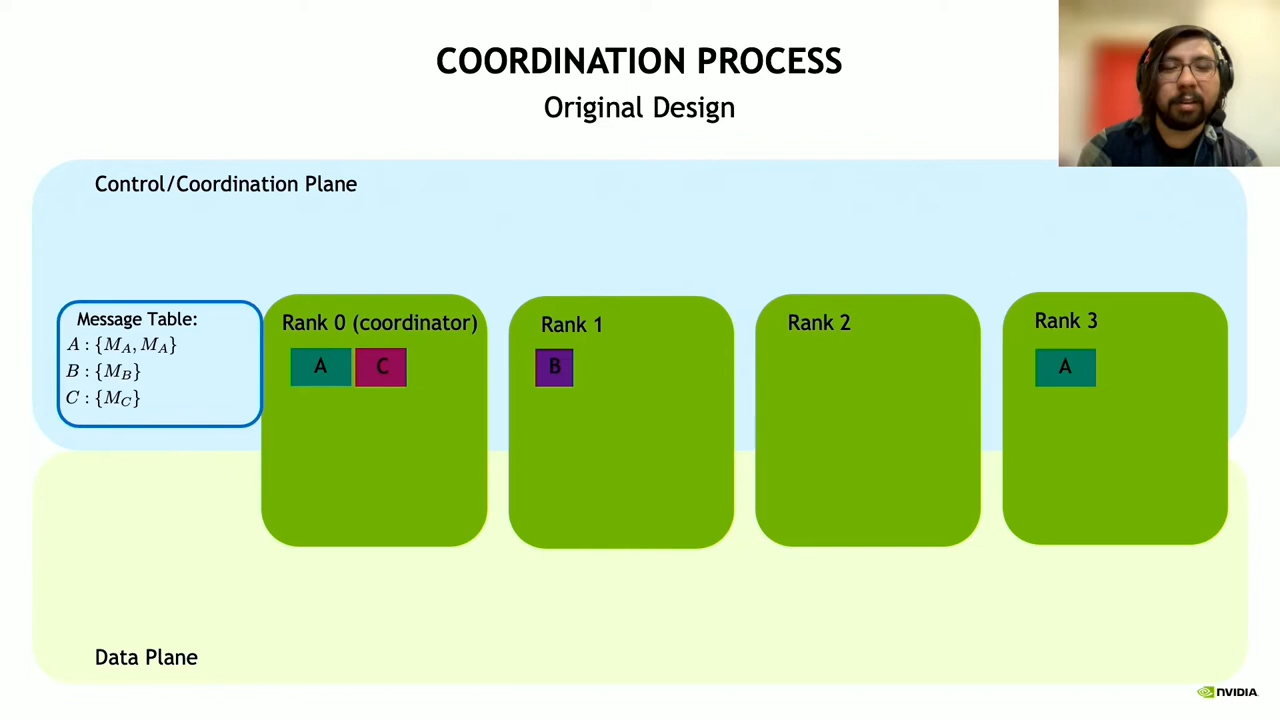 COORDINATION PROCESS
Original Design
Control/Coordination Plane
Message Table:
A : {M_A, M_A}
B : {M_B}
C : {M_C}
Rank 0 (coordinator)
A C
Rank 1
B
Rank 2
Rank 3
A
Data Plane
NVIDIA